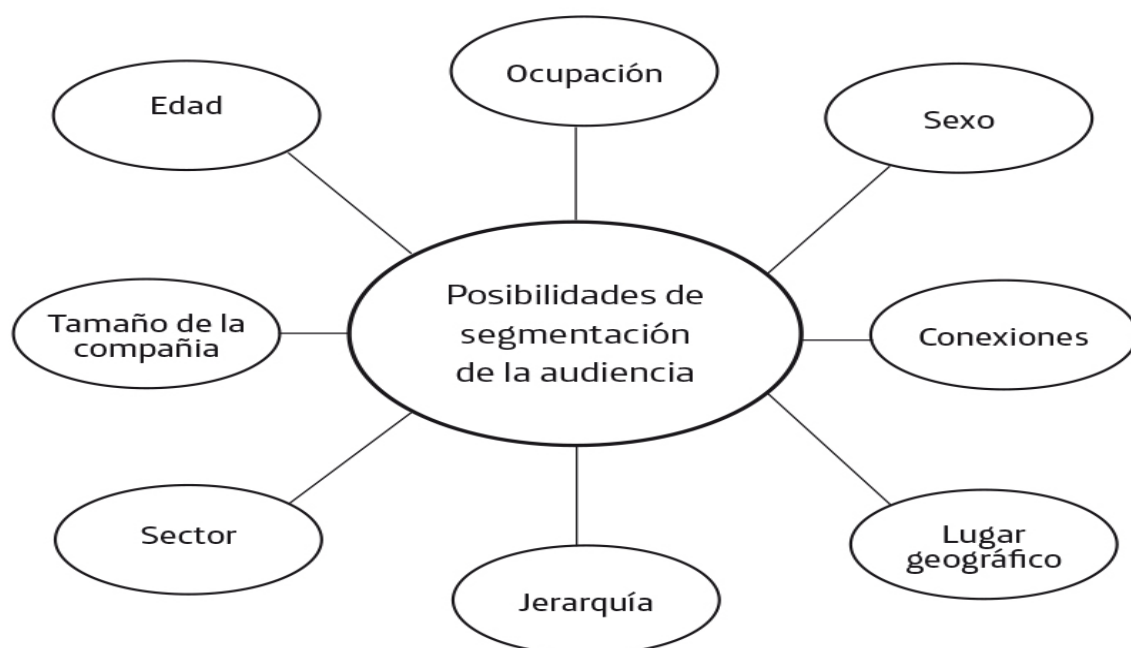 Ocupación
Edad
Sexo
Posibilidades de
segmentación
de la audiencia
Tamaño de la
compañia
Conexiones
Sector
Lugar
geográfico
Jerarquía